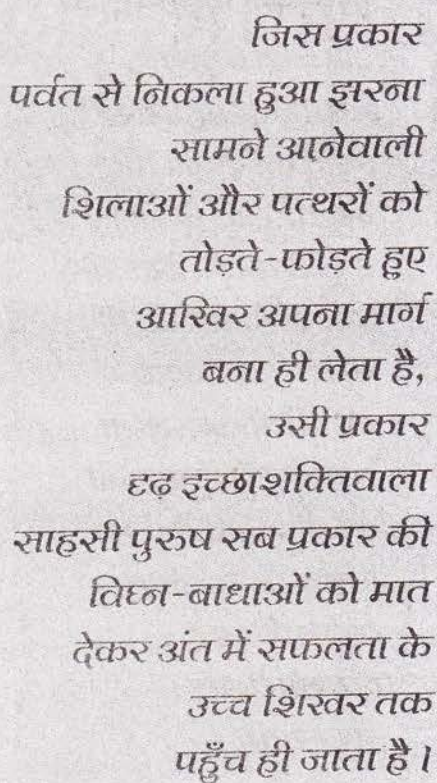 जिस प्रकार
पर्वत से निकला हुआ झरना
सामने आनेवाली
शिलाओं और पत्थरों को
तोड़ते-फोड़ते हुए
आखिर अपना मार्ग
बना ही लेता है,
उसी प्रकार
दृढ़ इच्छाशक्तिवाला
साहसी पुरुष सब प्रकार की
विघ्न-बाधाओं को मात
देकर अंत में सफलता के
उच्च शिखर तक
पहुँच ही जाता है।